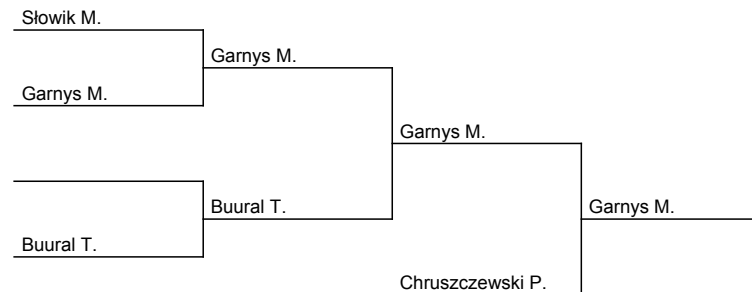 Słowik M.
Garnys M.
Garnys M.
Garnys M.
Buural T.
Garnys M.
Buural T.
Chruszczewski P.